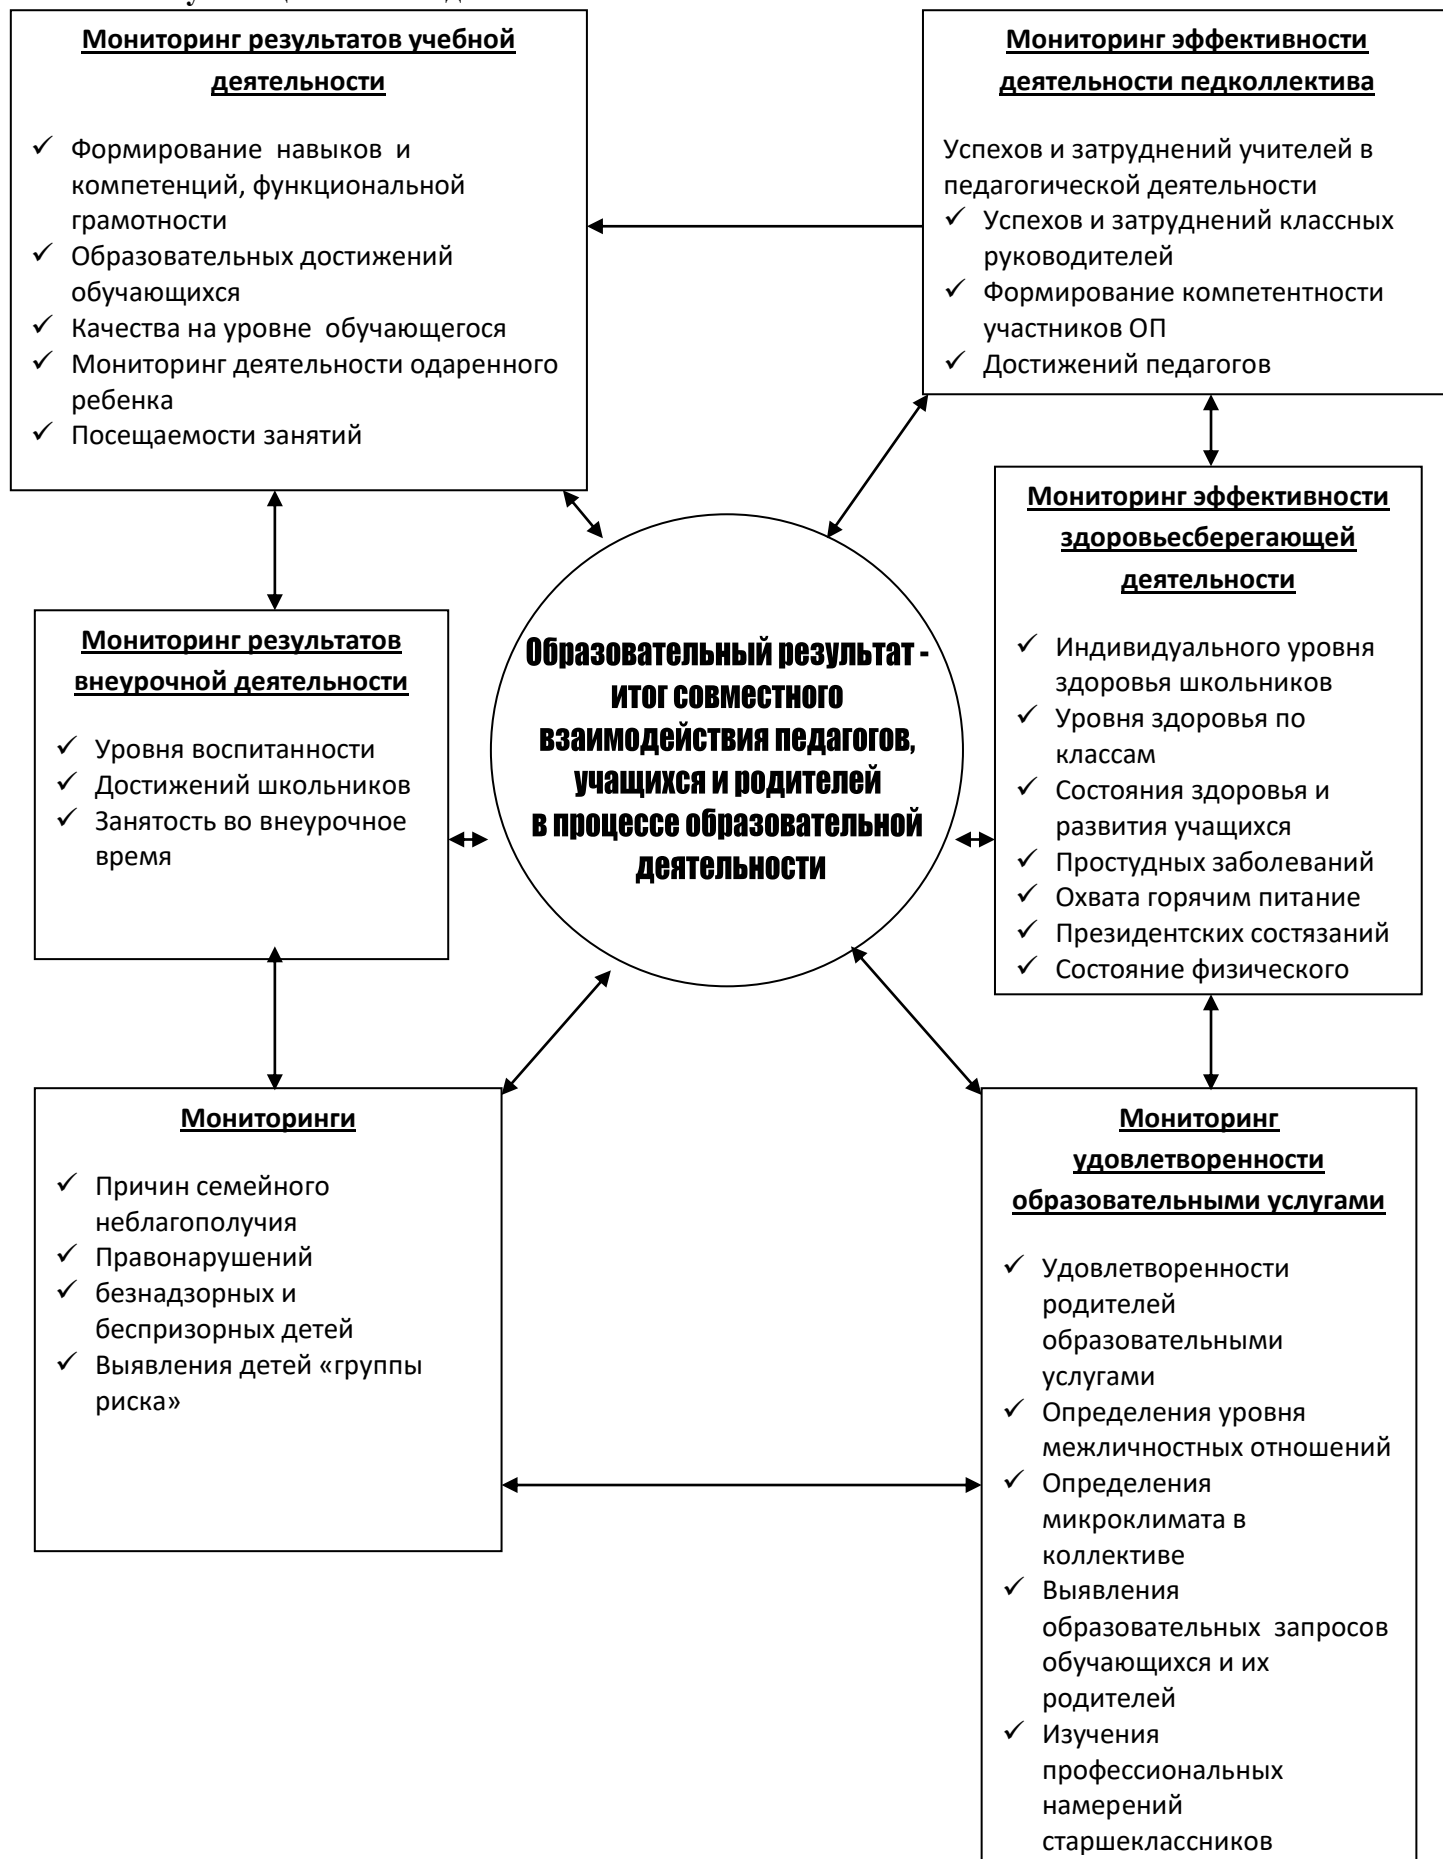 Мониторинг результатов учебной
деятельности
✓ Формирование навыков и
компетенций, функциональной
грамотности
✓ Образовательных достижений
обучающихся
✓ Качества на уровне обучающегося
✓ Мониторинг деятельности одаренного
ребенка
✓ Посещаемости занятий
Мониторинг эффективности
деятельности педколлектива
Успехов и затруднений учителей в
педагогической деятельности
✓ Успехов и затруднений классных
руководителей
✓ Формирование компетентности
участников ОП
✓ Достижений педагогов
Мониторинг результатов
внеурочной деятельности
✓ Уровня воспитанности
✓ Достижений школьников
✓ Занятость во внеурочное
время
Образовательный результат -
итог совместного
взаимодействия педагогов,
учащихся и родителей
в процессе образовательной
деятельности
Мониторинг эффективности
здоровьесберегающей
деятельности
✓ Индивидуального уровня
здоровья школьников
✓ Уровня здоровья по
классам
✓ Состояния здоровья и
развития учащихся
✓ Простудных заболеваний
✓ Охвата горячим питание
✓ Президентских состязаний
✓ Состояние физического
Мониторинги
✓ Причин семейного
неблагополучия
✓ Правонарушений
✓ безнадзорных и
беспризорных детей
✓ Выявления детей «группы
риска»
Мониторинг
удовлетворенности
образовательными услугами
✓ Удовлетворенности
родителей
образовательными
услугами
✓ Определения уровня
межличностных отношений
✓ Определения
микроклимата в
коллективе
✓ Выявления
образовательных запросов
обучающихся и их
родителей
✓ Изучения
профессиональных
намерений
старшеклассников